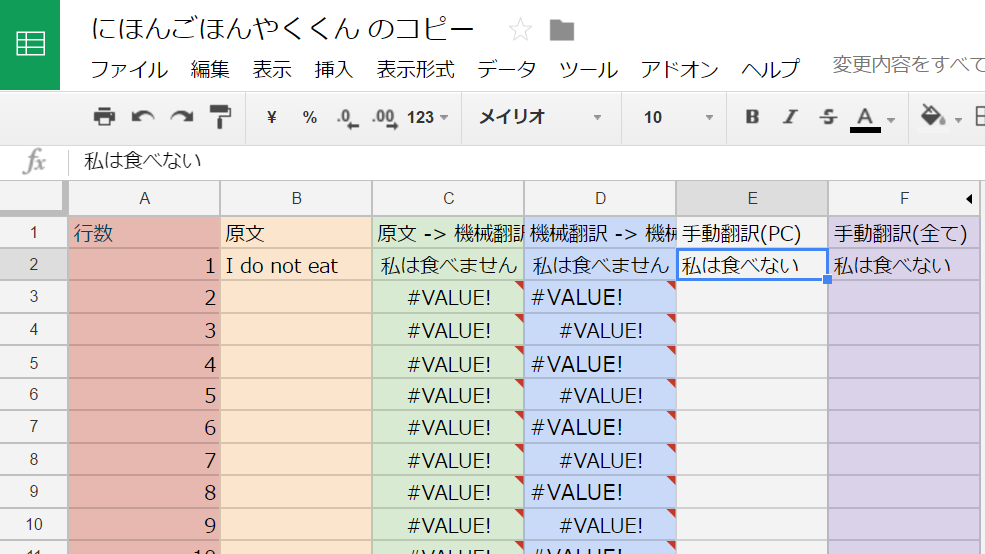 にほんごほんやくくん のコピー
ファイル 編集 表示 挿入 表示形式 データ ツール アドオン ヘルプ 変更内容をすべて
¥ % .0 .00 123 メイリオ 10 B I S A
fx 私は食べない
A B C D E F
1 行数 原文 原文 -> 機械翻訳 機械翻訳 -> 機械 手動翻訳(PC) 手動翻訳(全て)
2 1 I do not eat 私は食べません 私は食べません 私は食べない 私は食べない
3 2 #VALUE! #VALUE!
4 3 #VALUE! #VALUE!
5 4 #VALUE! #VALUE!
6 5 #VALUE! #VALUE!
7 6 #VALUE! #VALUE!
8 7 #VALUE! #VALUE!
9 8 #VALUE! #VALUE!
10 9 #VALUE! #VALUE!
11 10 #VALUE! #VALUE!